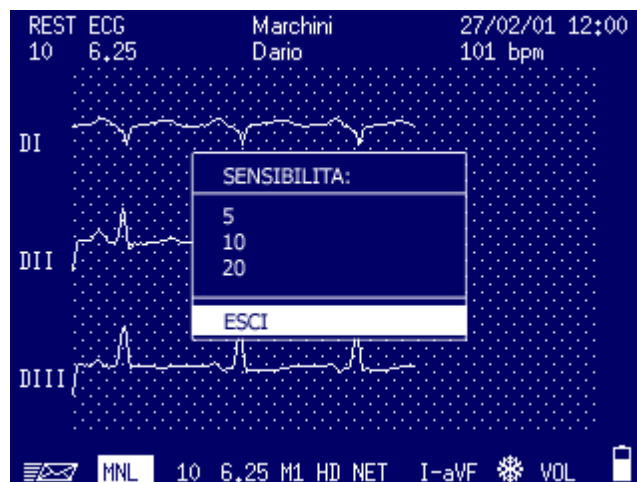 REST ECG Marchini 27/02/01 12:00
10 6.25 Dario 101 bpm
DI
SENSIBILITA:
5
10
20
ESCI
DII
DIII
MNL 10 6.25 M1 HD NET I-aVF VOL